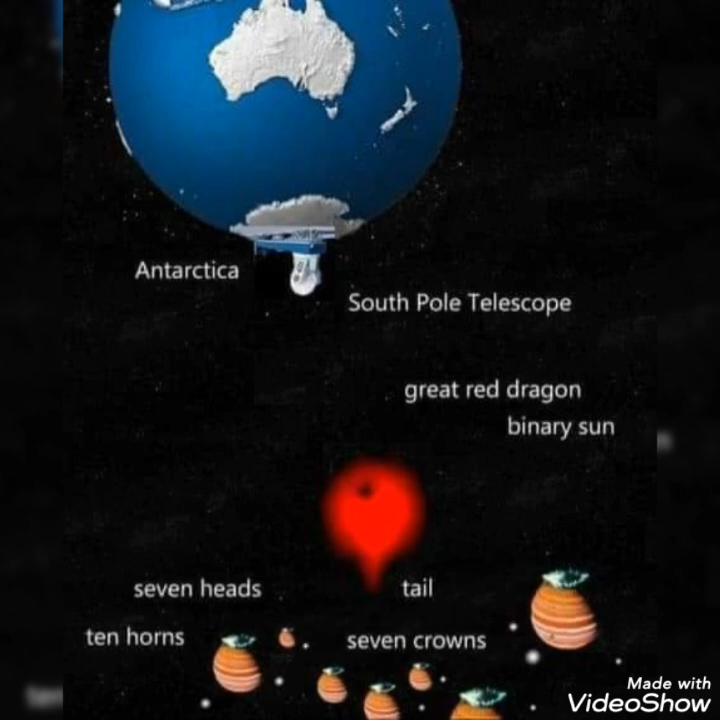 Antarctica
South Pole Telescope
great red dragon
binary sun
seven heads
tail
ten horns
seven crowns
Made with
VideoShow